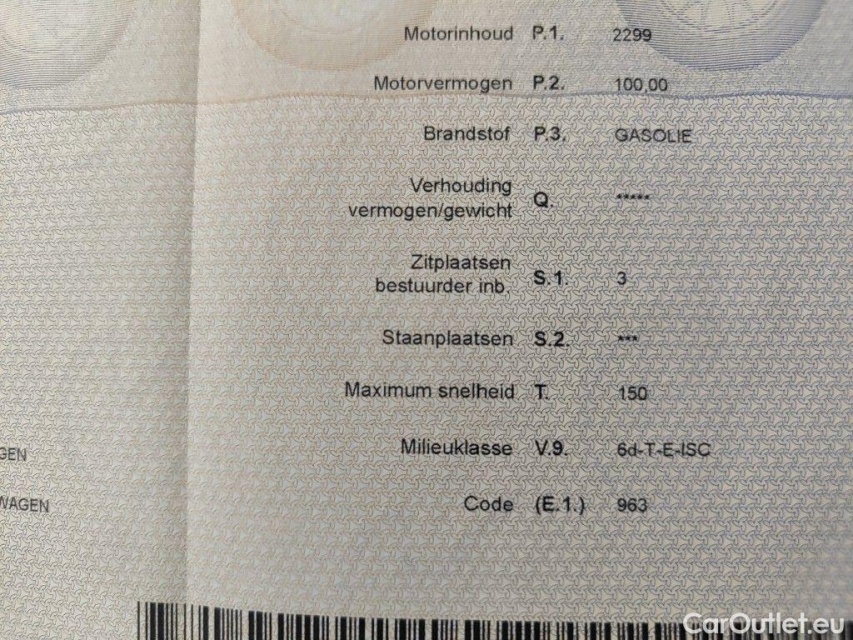 Motorinhoud P.1. 2299
Motorvermogen P.2. 100,00
Brandstof P.3. GASOLIE
Verhouding
vermogen/gewicht Q. *****
Zitplaatsen
bestuurder inb. S.1. 3
Staanplaatsen S.2. ***
Maximum snelheid T. 150
Milieuklasse V.9. 6d-T-E-ISC
GEN
Code (E.1.) 963
WAGEN
CarOutlet.eu